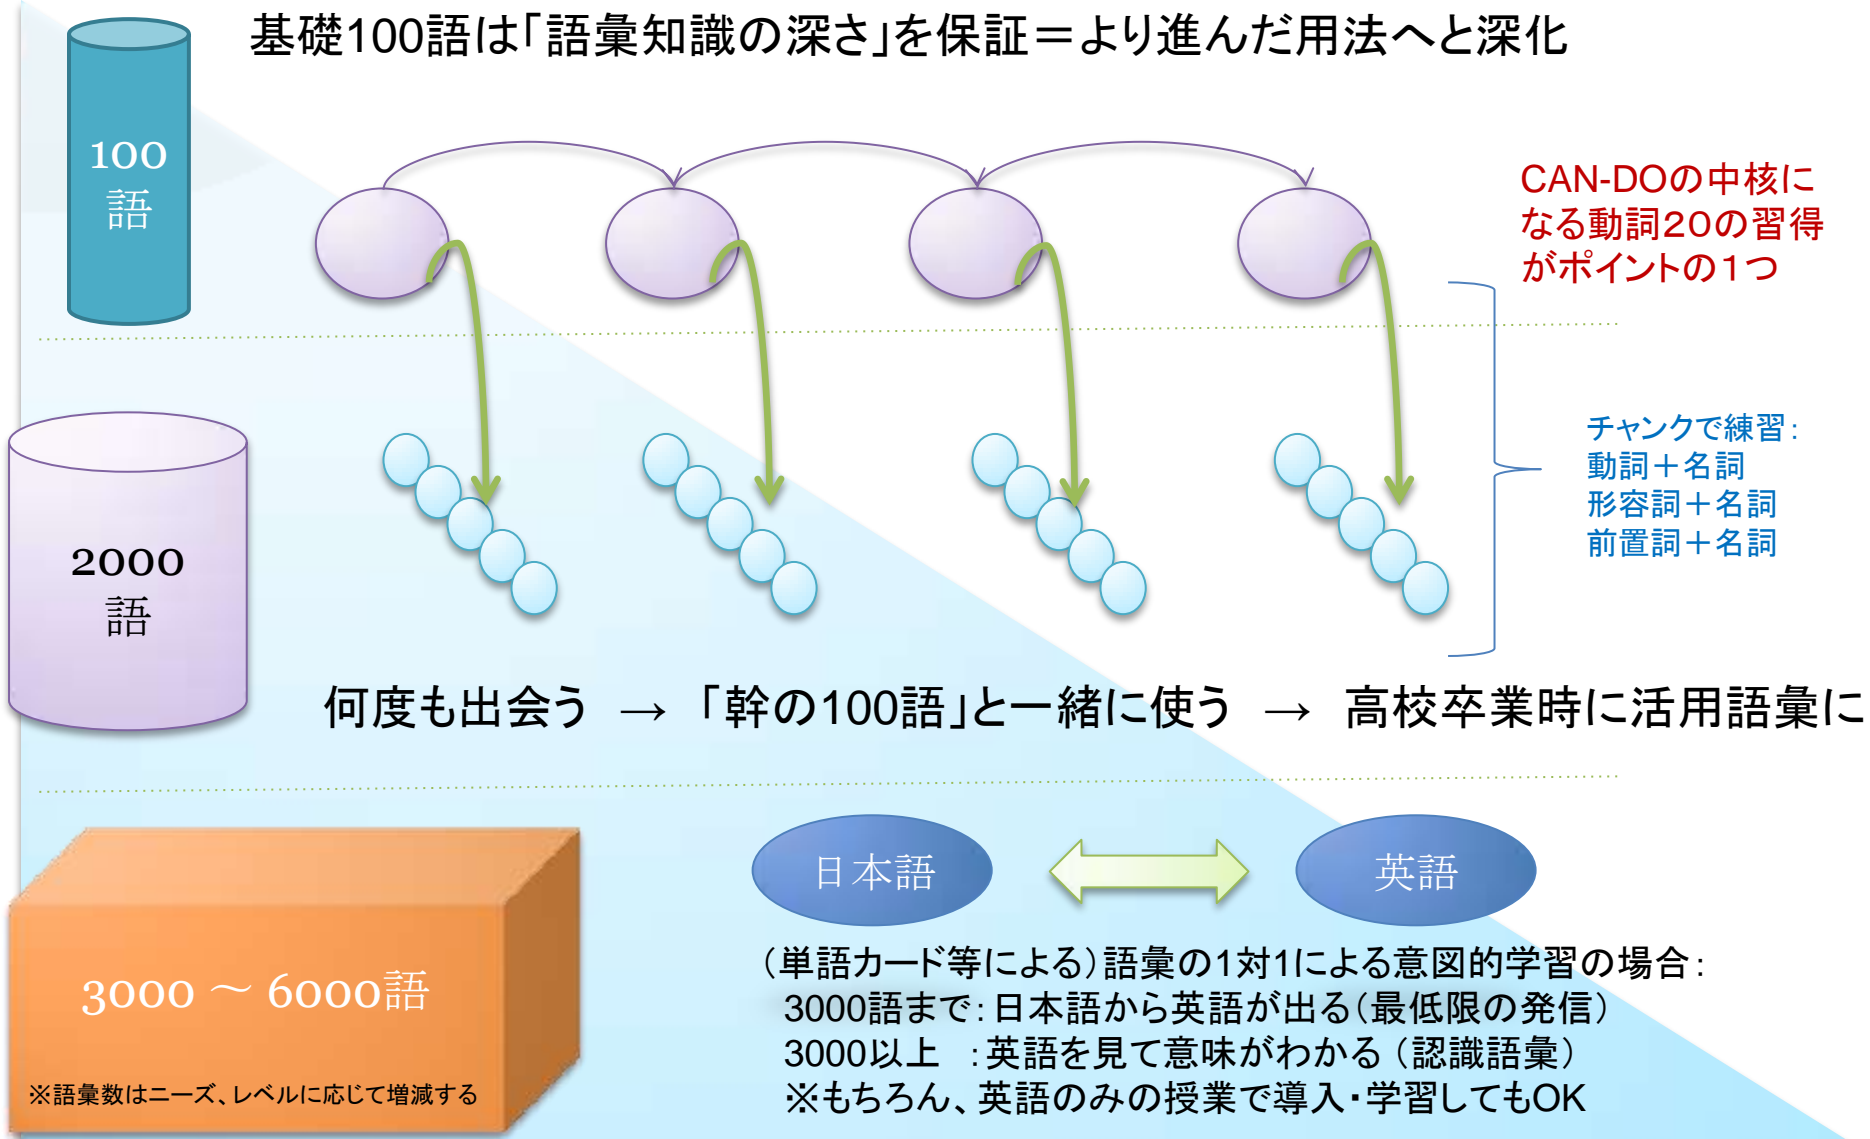 基礎100語は「語彙知識の深さ」を保証＝より進んだ用法へと深化
100
語
CAN-DOの中核に
なる動詞２０の習得
がポイントの１つ
チャンクで練習：
動詞＋名詞
形容詞＋名詞
前置詞＋名詞
2000
語
何度も出会う → 「幹の100語」と一緒に使う → 高校卒業時に活用語彙に
日本語
英語
3000 ～ 6000語
※語彙数はニーズ、レベルに応じて増減する
（単語カード等による）語彙の1対1による意図的学習の場合：
3000語まで：日本語から英語が出る（最低限の発信）
3000以上 ：英語を見て意味がわかる（認識語彙）
※もちろん、英語のみの授業で導入・学習してもOK